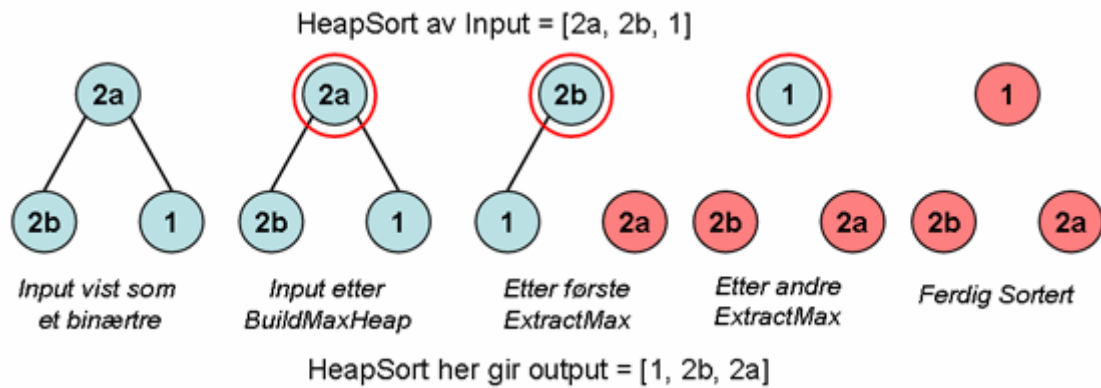 HeapSort av Input = [2a, 2b, 1]
2a
2b
1
Input vist som
et binærtre
2a
2b
1
Input etter
BuildMaxHeap
2b
1
2a
Etter første
ExtractMax
1
2b
2a
Etter andre
ExtractMax
1
2b
2a
Ferdig Sortert
HeapSort her gir output = [1, 2b, 2a]